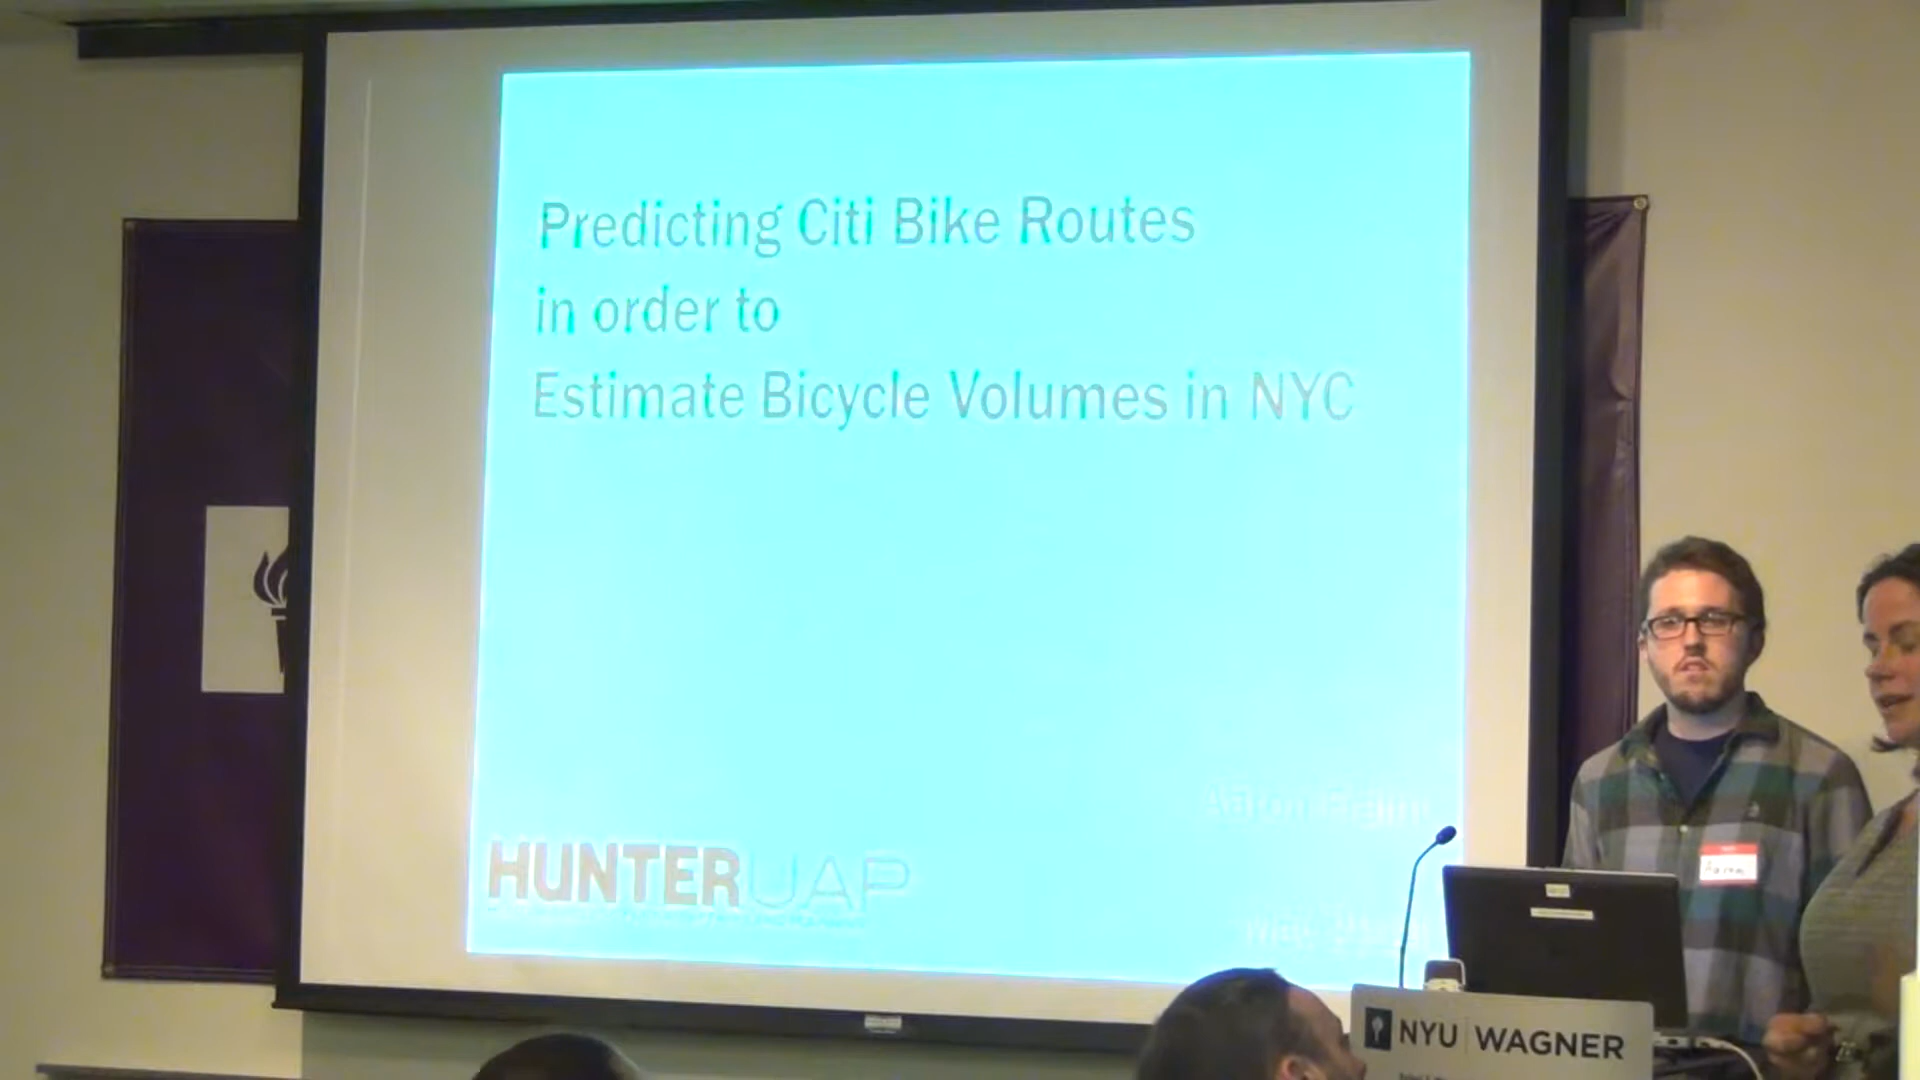 Predicting Citi Bike Routes
in order to
Estimate Bicycle Volumes in NYC
HUNTER UAP
NYU WAGNER